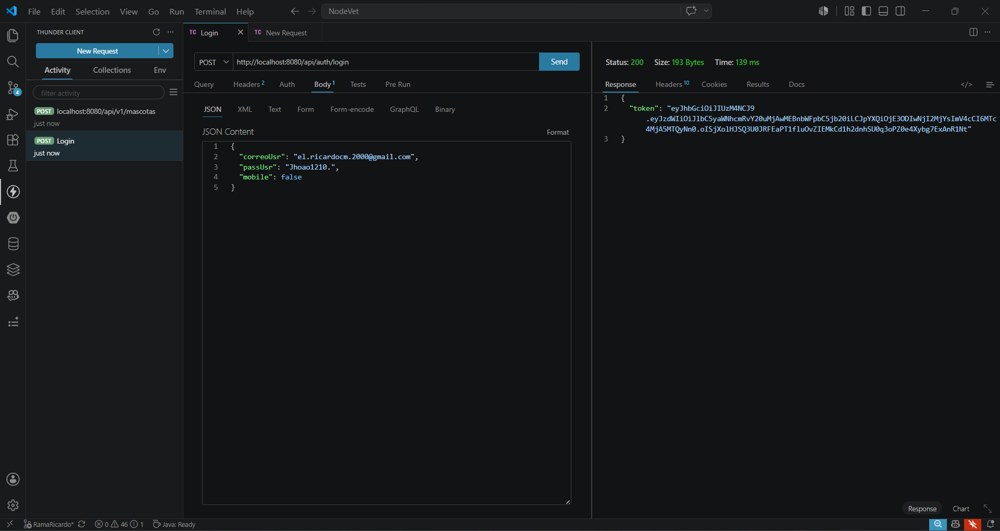 File Edit Selection View Go Run Terminal Help
NodeVet
THUNDER CLIENT
New Request
Activity Collections Env
filter activity
POST localhost:8080/api/v1/mascotas
just now
POST Login
just now
TC Login
TC New Request
POST http://localhost:8080/api/auth/login Send
Query Headers 2 Auth Body 1 Tests Pre Run
JSON XML Text Form Form-encode GraphQL Binary
JSON Content Format
1 {
2 "correoUsr": "el.ricardocm.2000@gmail.com",
3 "passUsr": "Jhoao1210.",
4 "mobile": false
5 }
Status: 200 Size: 193 Bytes Time: 139 ms
Response Headers 10 Cookies Results Docs </>
1 {
2 "token": "eyJhbGciOiJIUzM4NCJ9
.eyJzdWIiOiJlbC5yaWNhcmRvY20uMjAwMEBnbWFpbC5jb20iLCJpYXQiOjE3ODIwNjI2MjYsImV4cCI6MTc
4MjA5MTQyNn0.oISjXolHJSQ3U0JRFEaPT1fluOvZIEMkCd1h2dnhSU0q3oPZ0e4Xybg7ExAnR1Nt"
3 }
Response Chart
4
RamaRicardo* 0 46 1 Java: Ready